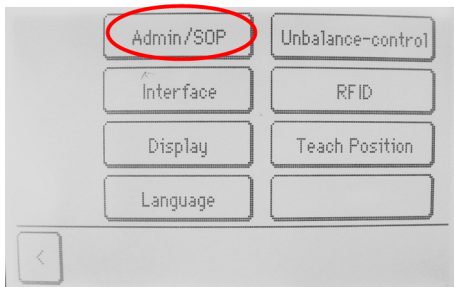 Admin/SOP
Unbalance-control
Interface
RFID
Display
Teach Position
Language
<